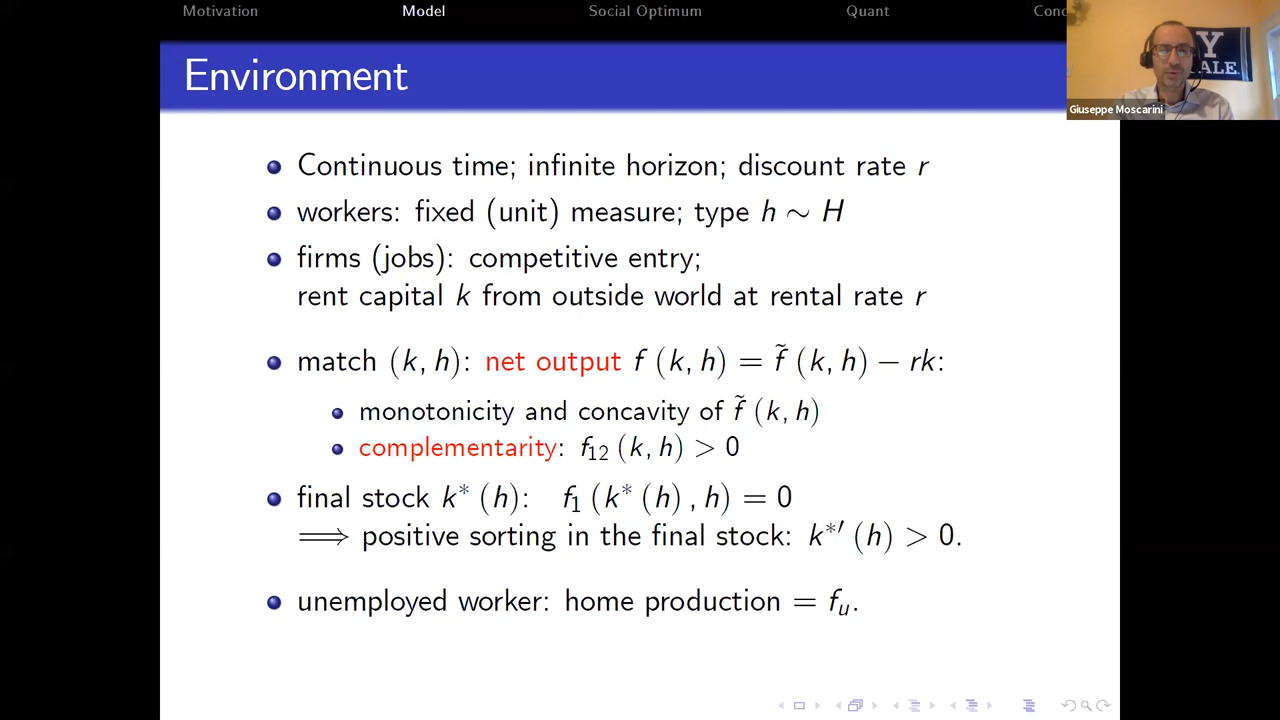 Motivation Model Social Optimum Quant Conc
Environment
Y
ALE.
Giuseppe Moscarini
Continuous time; infinite horizon; discount rate r
workers: fixed (unit) measure; type h ∼ H
firms (jobs): competitive entry;
rent capital k from outside world at rental rate r
match (k, h): net output f (k, h) = f̃ (k, h) − rk:
monotonicity and concavity of f̃ (k, h)
complementarity: f₁₂ (k, h) > 0
final stock k* (h): f₁ (k* (h) , h) = 0
⟹ positive sorting in the final stock: k*′ (h) > 0.
unemployed worker: home production = fᵤ.